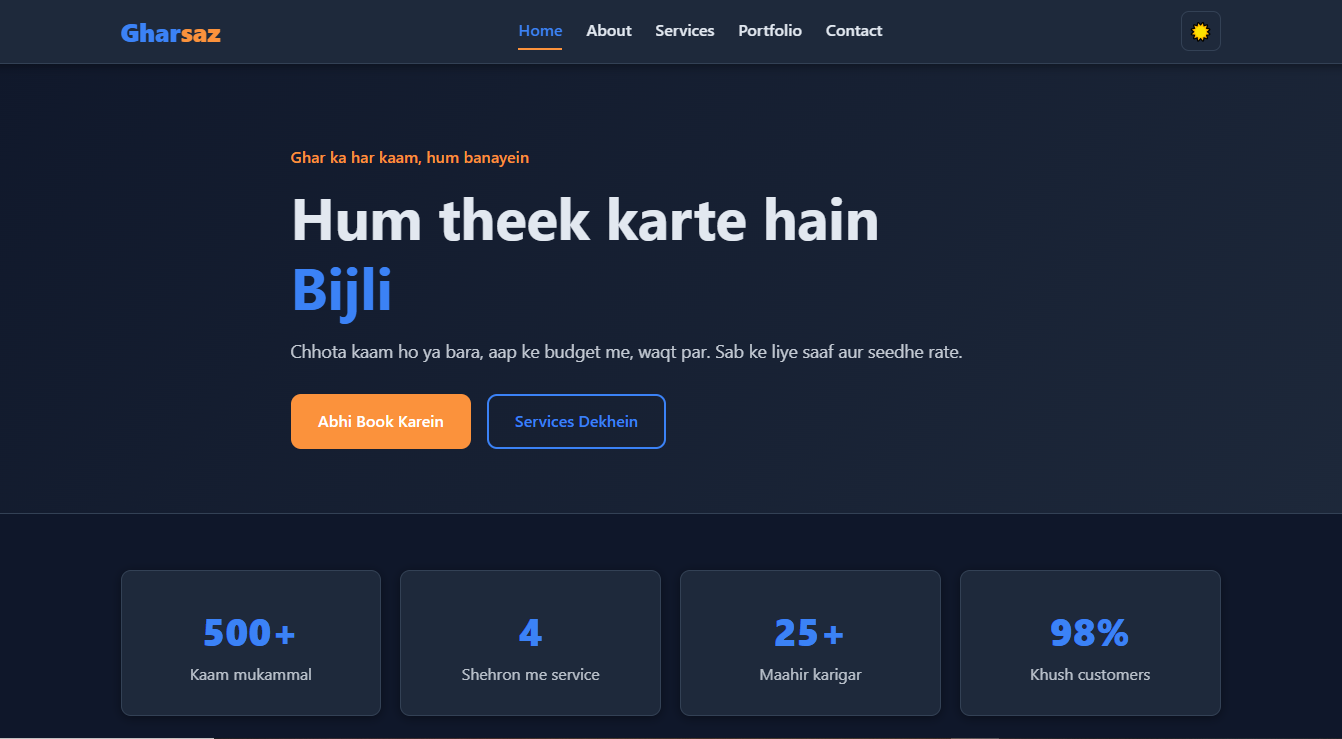 Gharsaz
Home About Services Portfolio Contact
Ghar ka har kaam, hum banayein
Hum theek karte hain
Bijli
Chhota kaam ho ya bara, aap ke budget me, waqt par. Sab ke liye saaf aur seedhe rate.
Abhi Book Karein
Services Dekhein
500+
Kaam mukammal
4
Shehron me service
25+
Maahir karigar
98%
Khush customers